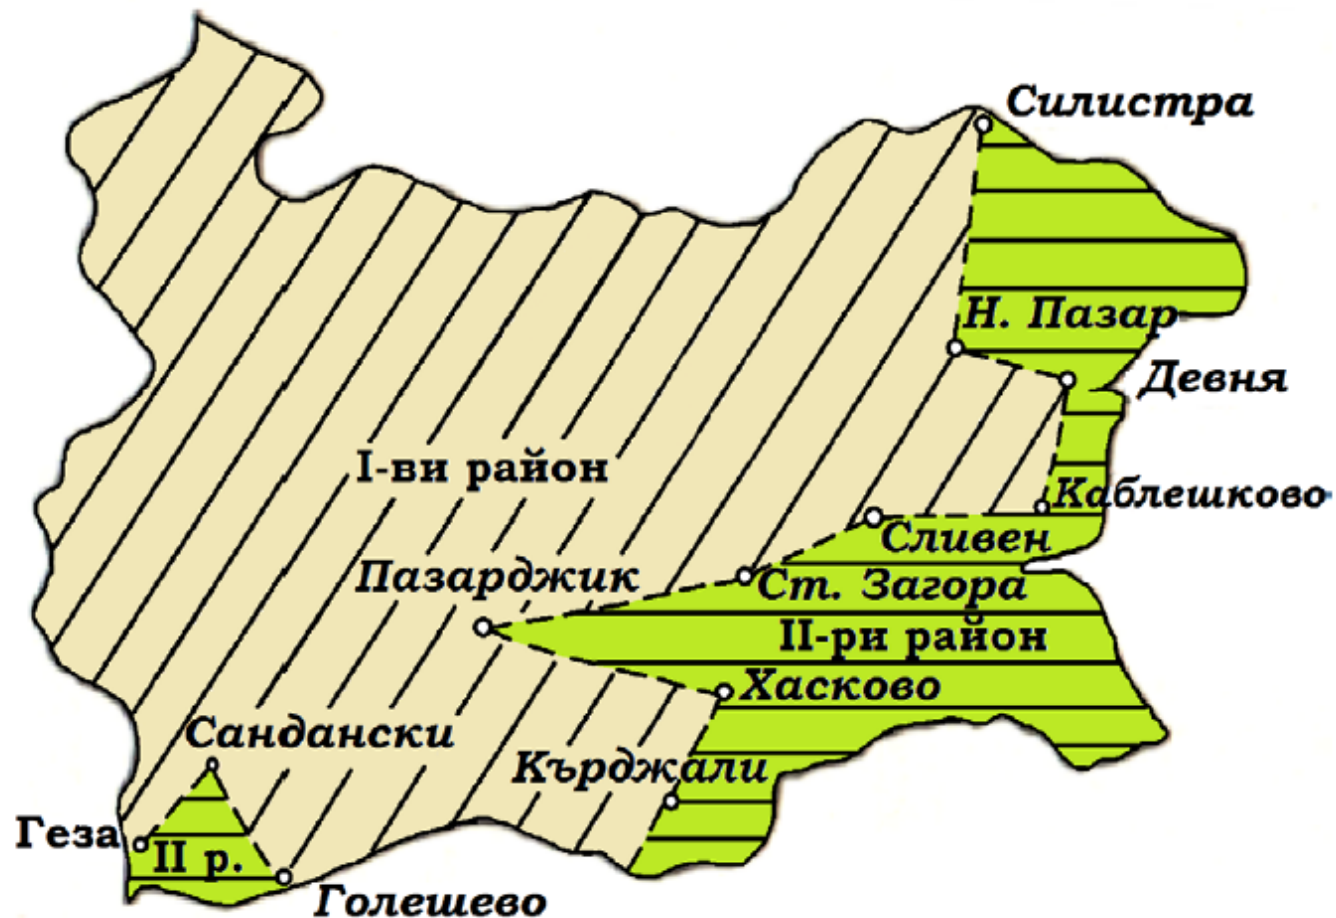 Силистра
Н. Пазар
Девня
I-ви район
Каблешково
Сливен
Пазарджик
Ст. Загора
II-ри район
Хасково
Сандански
Кърджали
Геза
II р.
Голешево